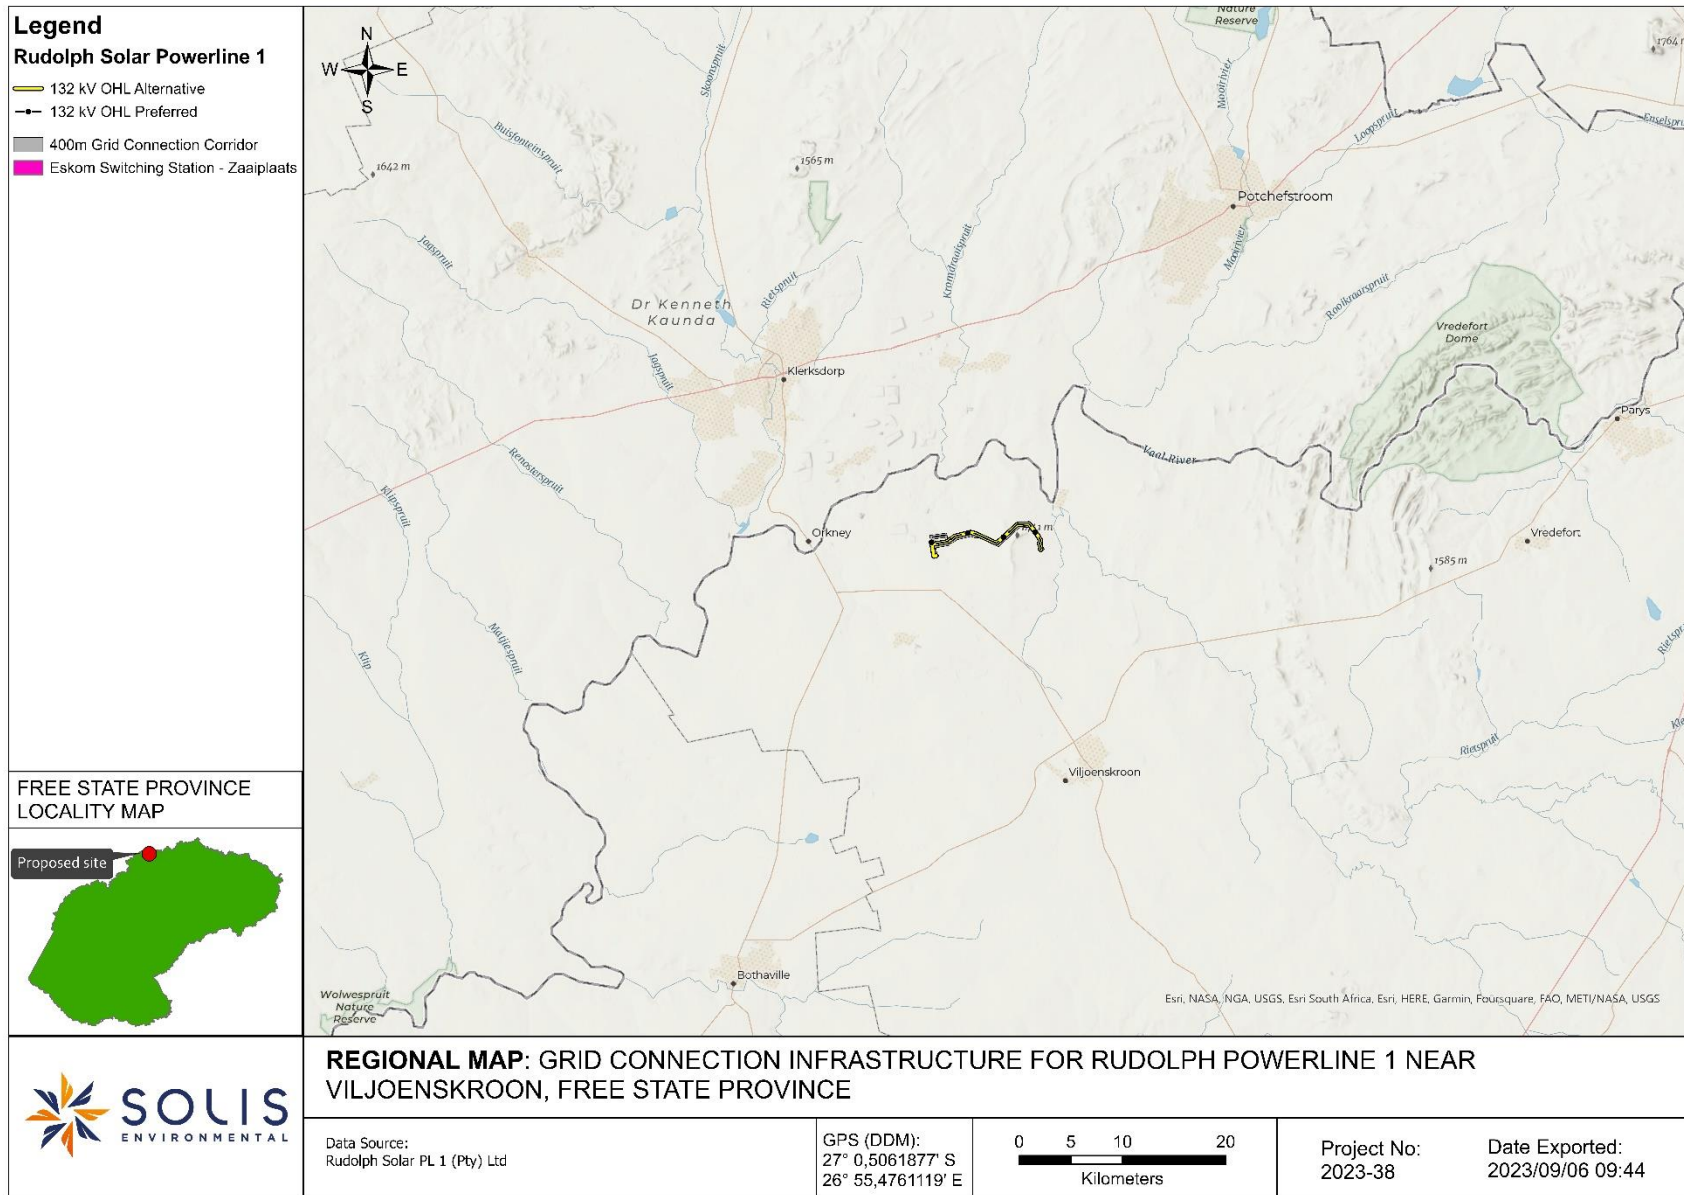 Legend
Rudolph Solar Powerline 1
132 kV OHL Alternative
132 kV OHL Preferred
400m Grid Connection Corridor
Eskom Switching Station - Zaaiplaats
FREE STATE PROVINCE
LOCALITY MAP
Proposed site
N
W E
S
Skoonspruit
Buisfonteinspruit
1642 m
1565 m
Jagspruit
Dr Kenneth
Kaunda
Rietspruit
Kromdraaispruit
Nature
Reserve
Mooirivier
Loopspruit
1764 m
Potchefstroom
Mooirivier
Rooikraarspruit
Vredefort
Dome
Jagspruit
Klerksdorp
Parys
Vaal River
Renosterspruit
Klipspruit
Orkney
Vredefort
1585 m
Matjiespruit
Klip
Viljoenskroon
Rietspruit
Bothaville
Wolwespruit
Nature
Reserve
Esri, NASA, NGA, USGS, Esri South Africa, Esri, HERE, Garmin, Foursquare, FAO, METI/NASA, USGS
SOLIS
ENVIRONMENTAL
REGIONAL MAP: GRID CONNECTION INFRASTRUCTURE FOR RUDOLPH POWERLINE 1 NEAR
VILJOENSKROON, FREE STATE PROVINCE
Data Source:
Rudolph Solar PL 1 (Pty) Ltd
GPS (DDM):
27° 0,5061877' S
26° 55,4761119' E
0 5 10 20
Kilometers
Project No:
2023-38
Date Exported:
2023/09/06 09:44